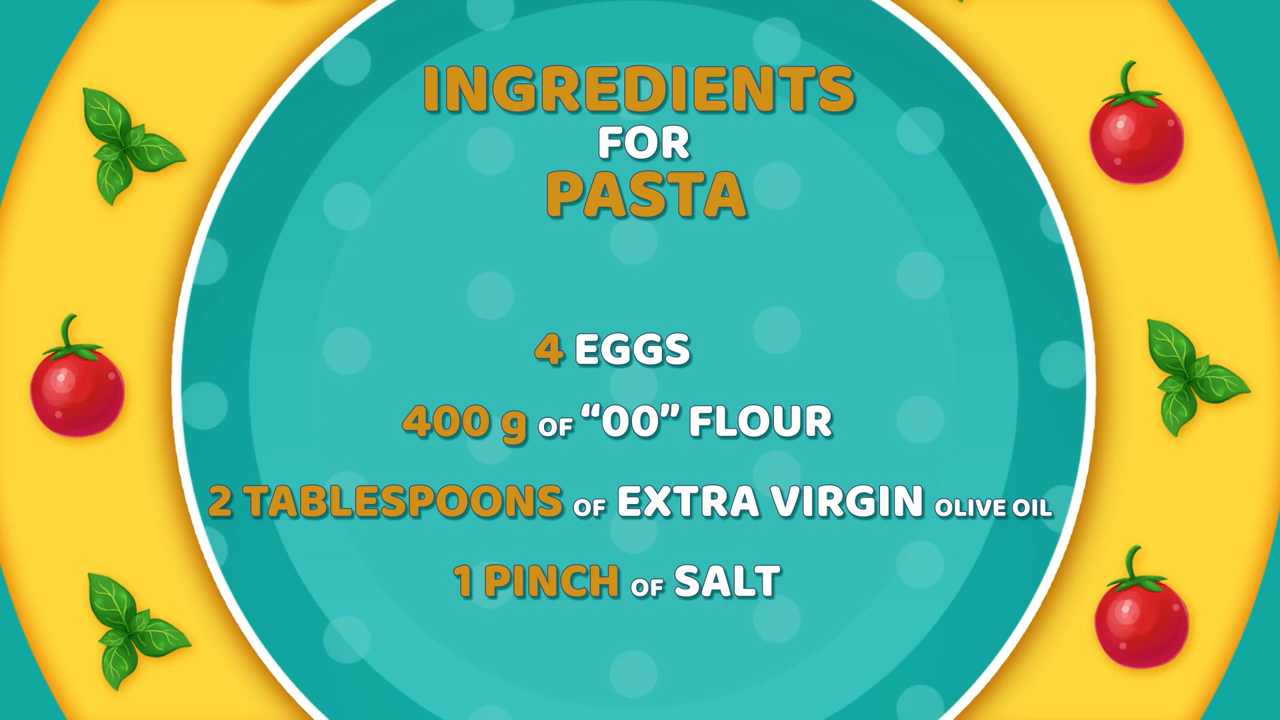 INGREDIENTS
FOR
PASTA
4 EGGS
400 g OF “00” FLOUR
2 TABLESPOONS OF EXTRA VIRGIN OLIVE OIL
1 PINCH OF SALT